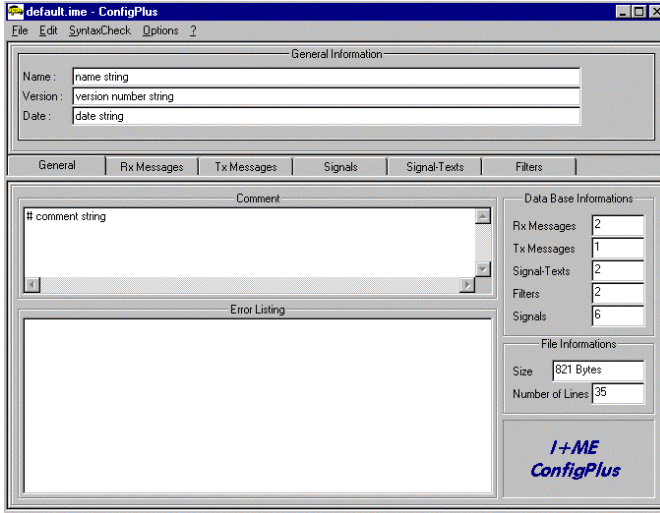 default.ime - ConfigPlus
File Edit SyntaxCheck Options ?
General Information
Name : name string
Version : version number string
Date : date string
General Rx Messages Tx Messages Signals Signal-Texts Filters
Comment
# comment string
Error Listing
Data Base Informations
Rx Messages 2
Tx Messages 1
Signal-Texts 2
Filters 2
Signals 6
File Informations
Size 821 Bytes
Number of Lines 35
I+ME
ConfigPlus